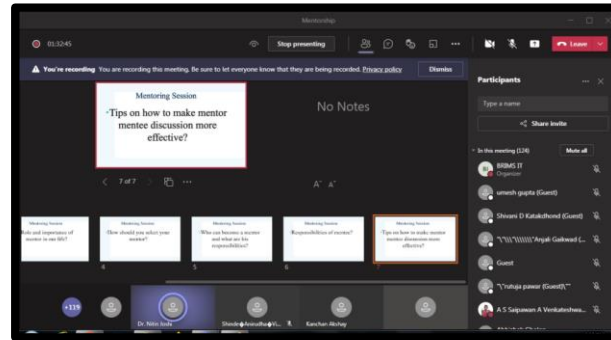 Mentorship
01:32:45
Stop presenting
Leave
You're recording You are recording this meeting. Be sure to let everyone know that they are being recorded. Privacy policy
Dismiss
Mentoring Session
Tips on how to make mentor
mentee discussion more
effective?
No Notes
7 of 7
A˅ A˄
Mentoring Session
Role and importance of
mentor in our life?
Mentoring Session
How should you select your
mentor?
4
Mentoring Session
Who can become a mentor
and what are his
responsibilities?
5
Mentoring Session
Responsibilities of mentee?
6
Mentoring Session
Tips on how to make mentor
mentee discussion more
effective?
7
+119
Dr. Nitin Joshi
Kanchan Akshay
Participants
Type a name
Share invite
In this meeting (124)
Mute all
BRIMS IT
Organizer
umesh gupta (Guest)
Shivani D Katakdhond (Guest)
Guest
A S Saipawan A Venkateshwa...